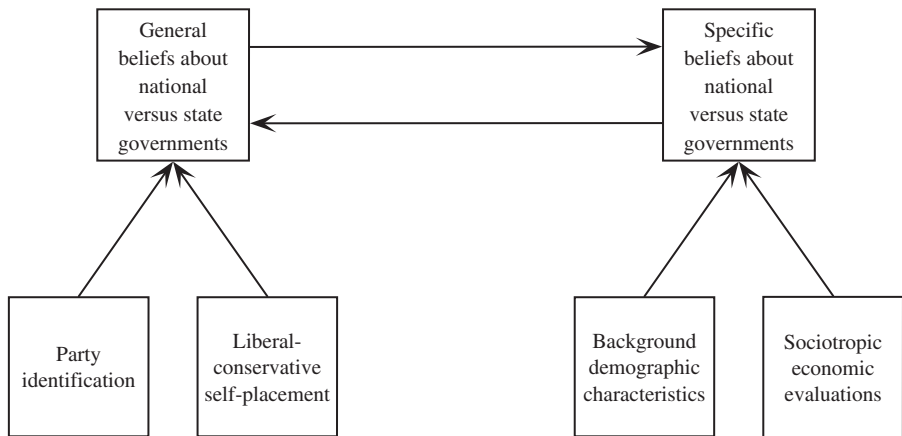 General
beliefs about
national
versus state
governments
Specific
beliefs about
national
versus state
governments
Party
identification
Liberal-
conservative
self-placement
Background
demographic
characteristics
Sociotropic
economic
evaluations